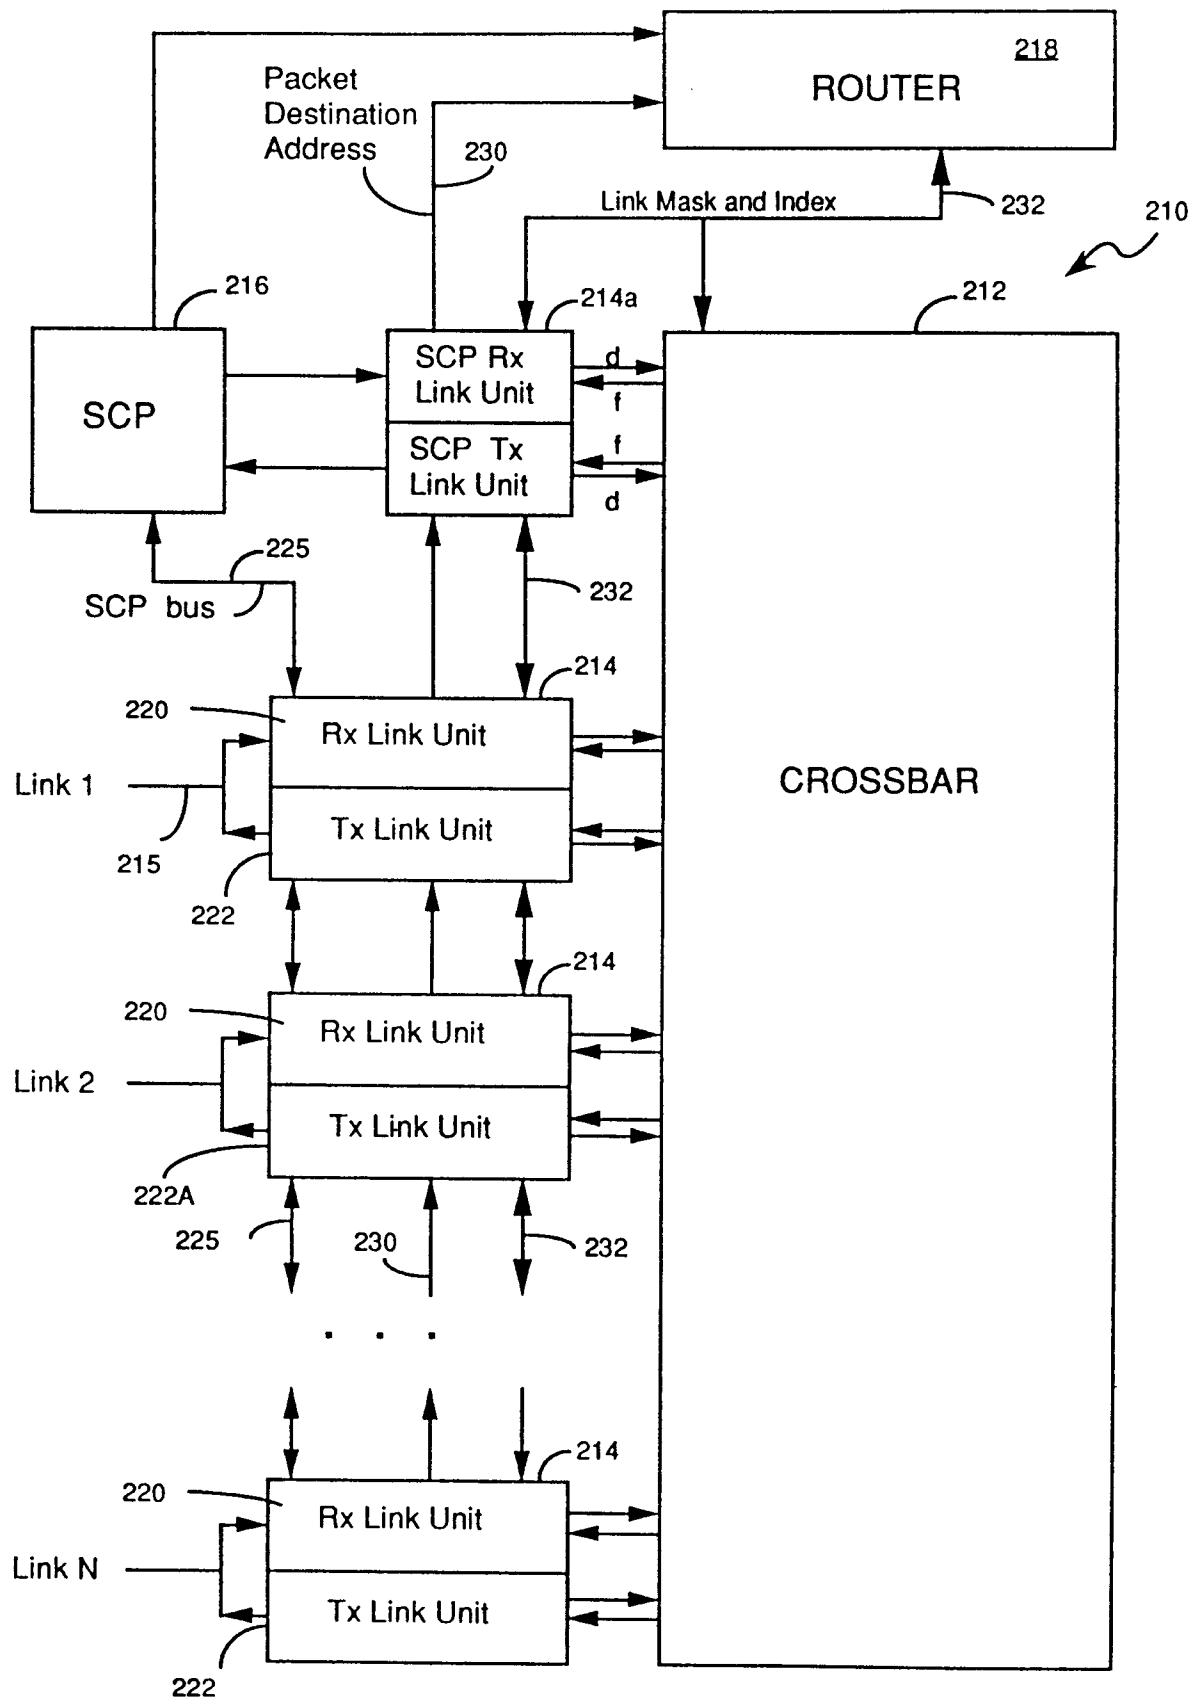 218
ROUTER
Packet
Destination
Address
230
Link Mask and Index
232
210
216
214a
212
SCP
SCP Rx
Link Unit
SCP Tx
Link Unit
d
f
f
d
225
SCP bus
232
214
220
Rx Link Unit
Link 1
Tx Link Unit
215
222
CROSSBAR
214
220
Rx Link Unit
Link 2
Tx Link Unit
222A
225
230
232
. . .
214
220
Rx Link Unit
Link N
Tx Link Unit
222